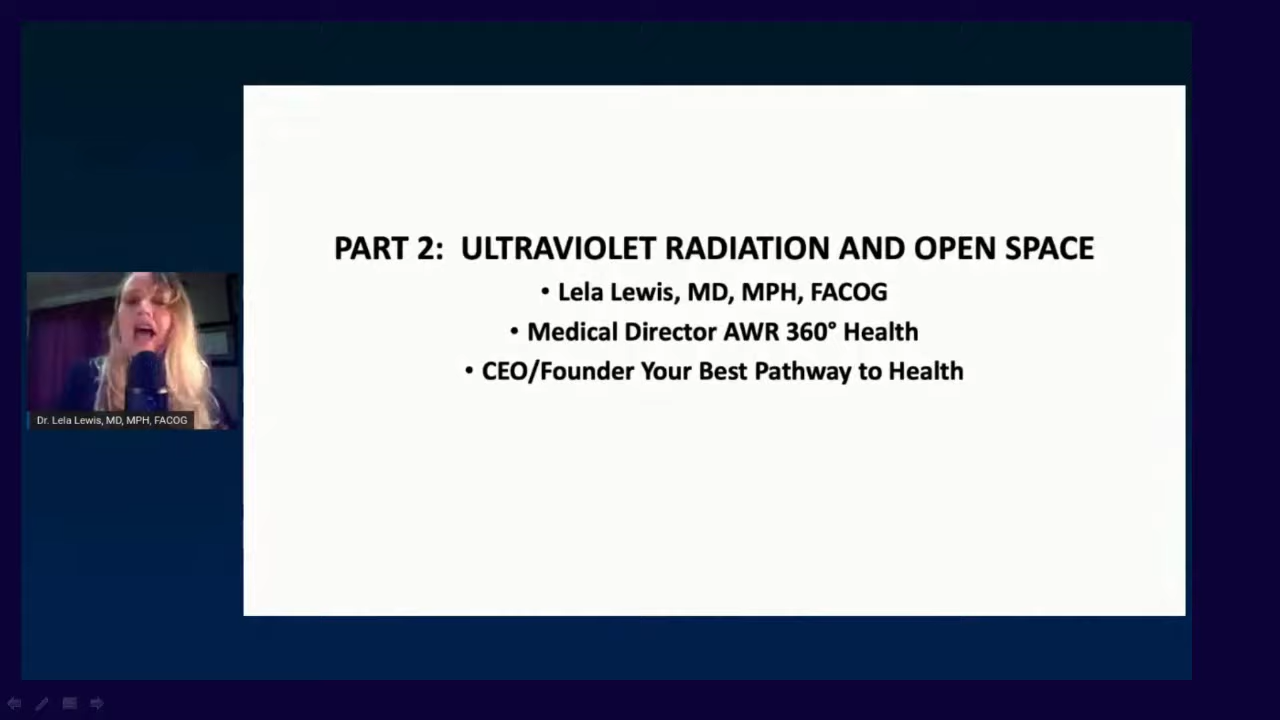 PART 2: ULTRAVIOLET RADIATION AND OPEN SPACE
• Lela Lewis, MD, MPH, FACOG
• Medical Director AWR 360° Health
• CEO/Founder Your Best Pathway to Health
Dr. Lela Lewis, MD, MPH, FACOG